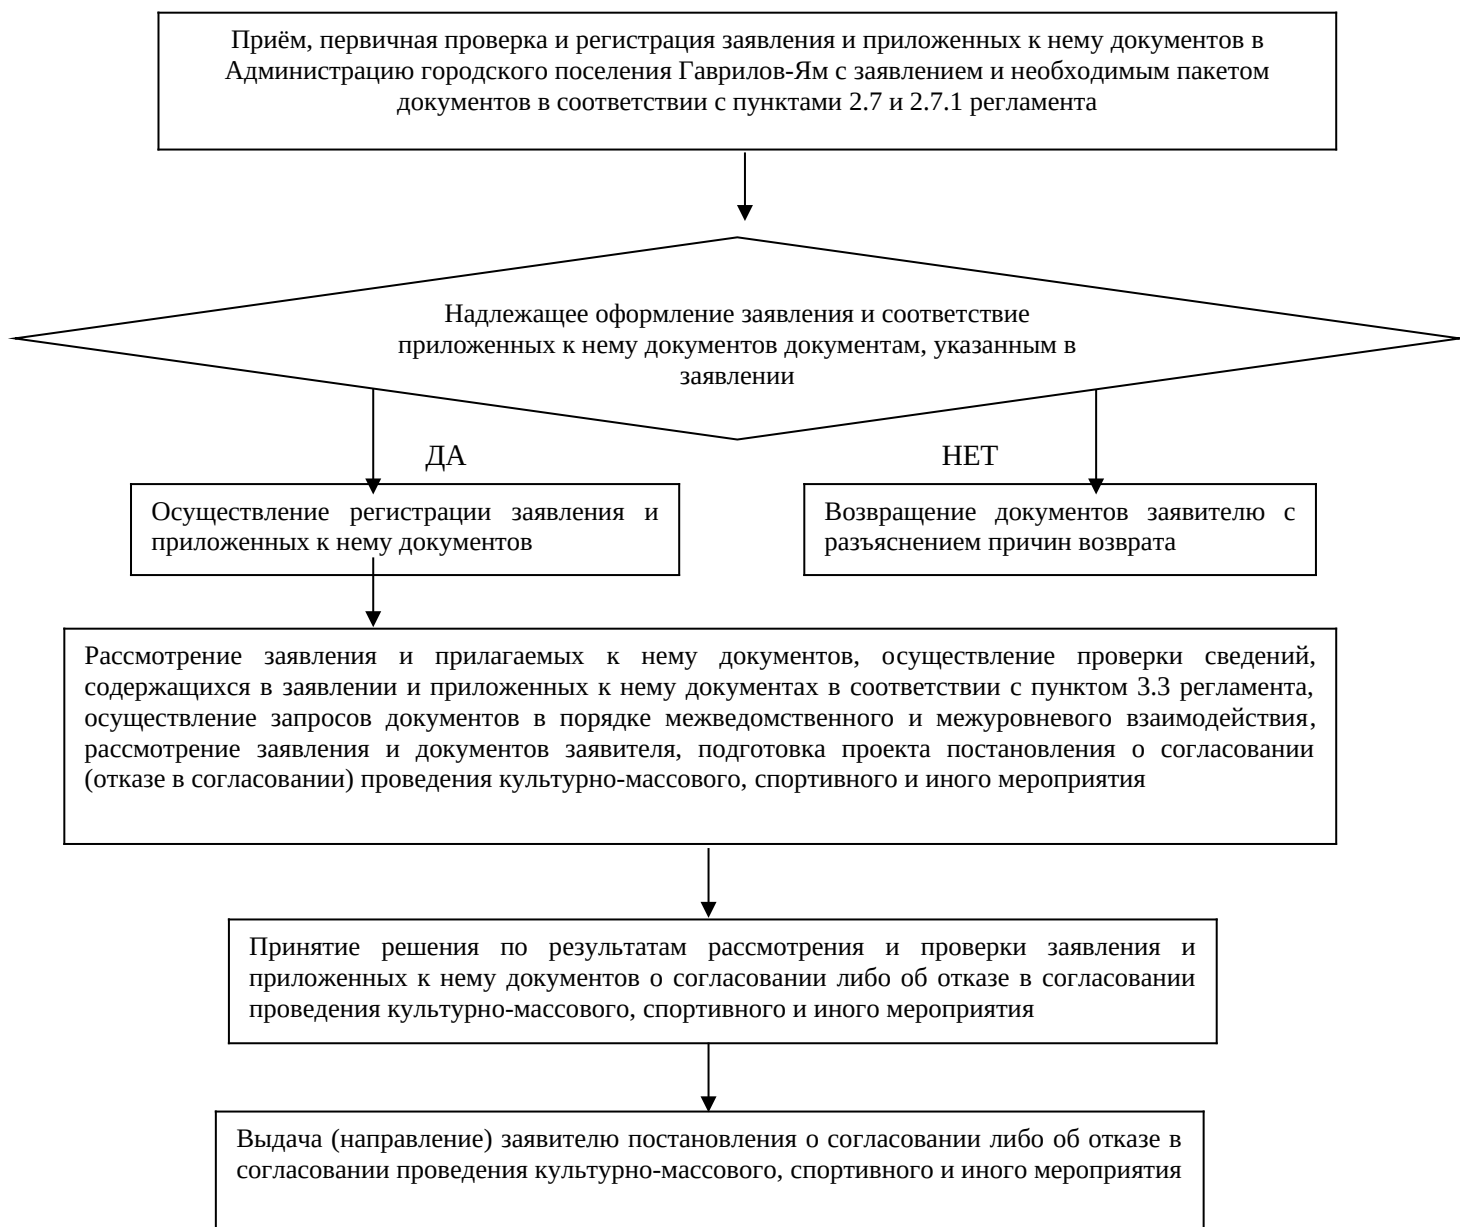 Приём, первичная проверка и регистрация заявления и приложенных к нему документов в
Администрацию городского поселения Гаврилов-Ям с заявлением и необходимым пакетом
документов в соответствии с пунктами 2.7 и 2.7.1 регламента
Надлежащее оформление заявления и соответствие
приложенных к нему документов документам, указанным в
заявлении
ДА
НЕТ
Осуществление регистрации заявления и
приложенных к нему документов
Возвращение документов заявителю с
разъяснением причин возврата
Рассмотрение заявления и прилагаемых к нему документов, осуществление проверки сведений,
содержащихся в заявлении и приложенных к нему документах в соответствии с пунктом 3.3 регламента,
осуществление запросов документов в порядке межведомственного и межуровневого взаимодействия,
рассмотрение заявления и документов заявителя, подготовка проекта постановления о согласовании
(отказе в согласовании) проведения культурно-массового, спортивного и иного мероприятия
Принятие решения по результатам рассмотрения и проверки заявления и
приложенных к нему документов о согласовании либо об отказе в согласовании
проведения культурно-массового, спортивного и иного мероприятия
Выдача (направление) заявителю постановления о согласовании либо об отказе в
согласовании проведения культурно-массового, спортивного и иного мероприятия